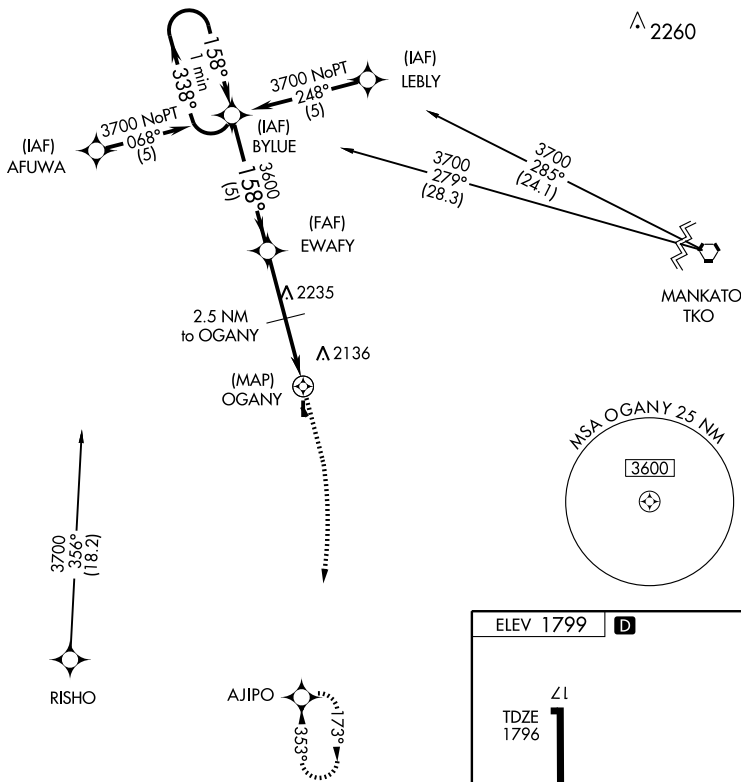 2260
158°
1 min
338°
(IAF)
LEBLY
3700 NoPT
248°
(5)
3700 NoPT
068°
(5)
(IAF)
AFUWA
(IAF)
BYLUE
3600
158°
(5)
3700
285°
(24.1)
3700
279°
(28.3)
(FAF)
EWAFY
MANKATO
TKO
2235
2.5 NM
to OGANY
2136
(MAP)
OGANY
MSA OGANY 25 NM
3600
3700
356°
(18.2)
RISHO
AJIPO
353°
173°
ELEV 1799 D
17
TDZE
1796